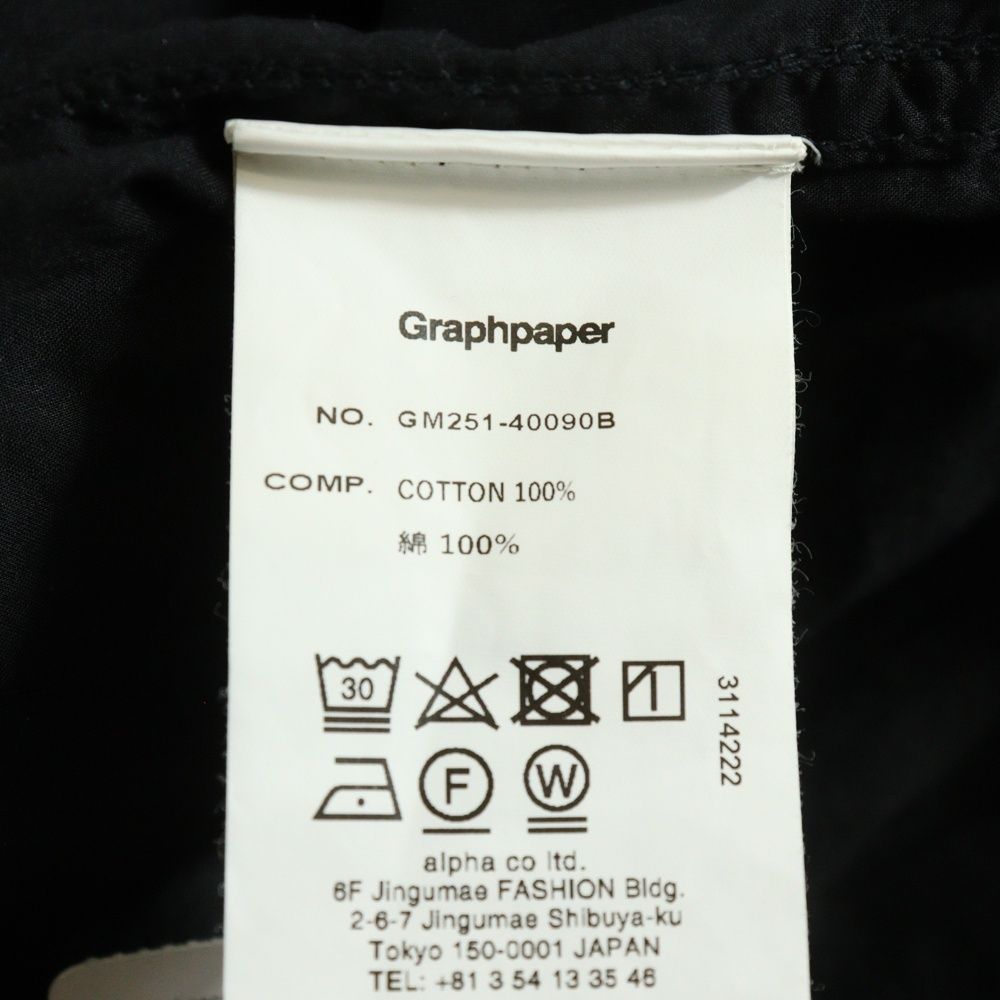 Graphpaper
NO. GM251-40090B
COMP. COTTON 100%
綿 100%
30
3114222
F W
alpha co ltd.
6F Jingumae FASHION Bldg.
2-6-7 Jingumae Shibuya-ku
Tokyo 150-0001 JAPAN
TEL: +81 3 54 13 35 46